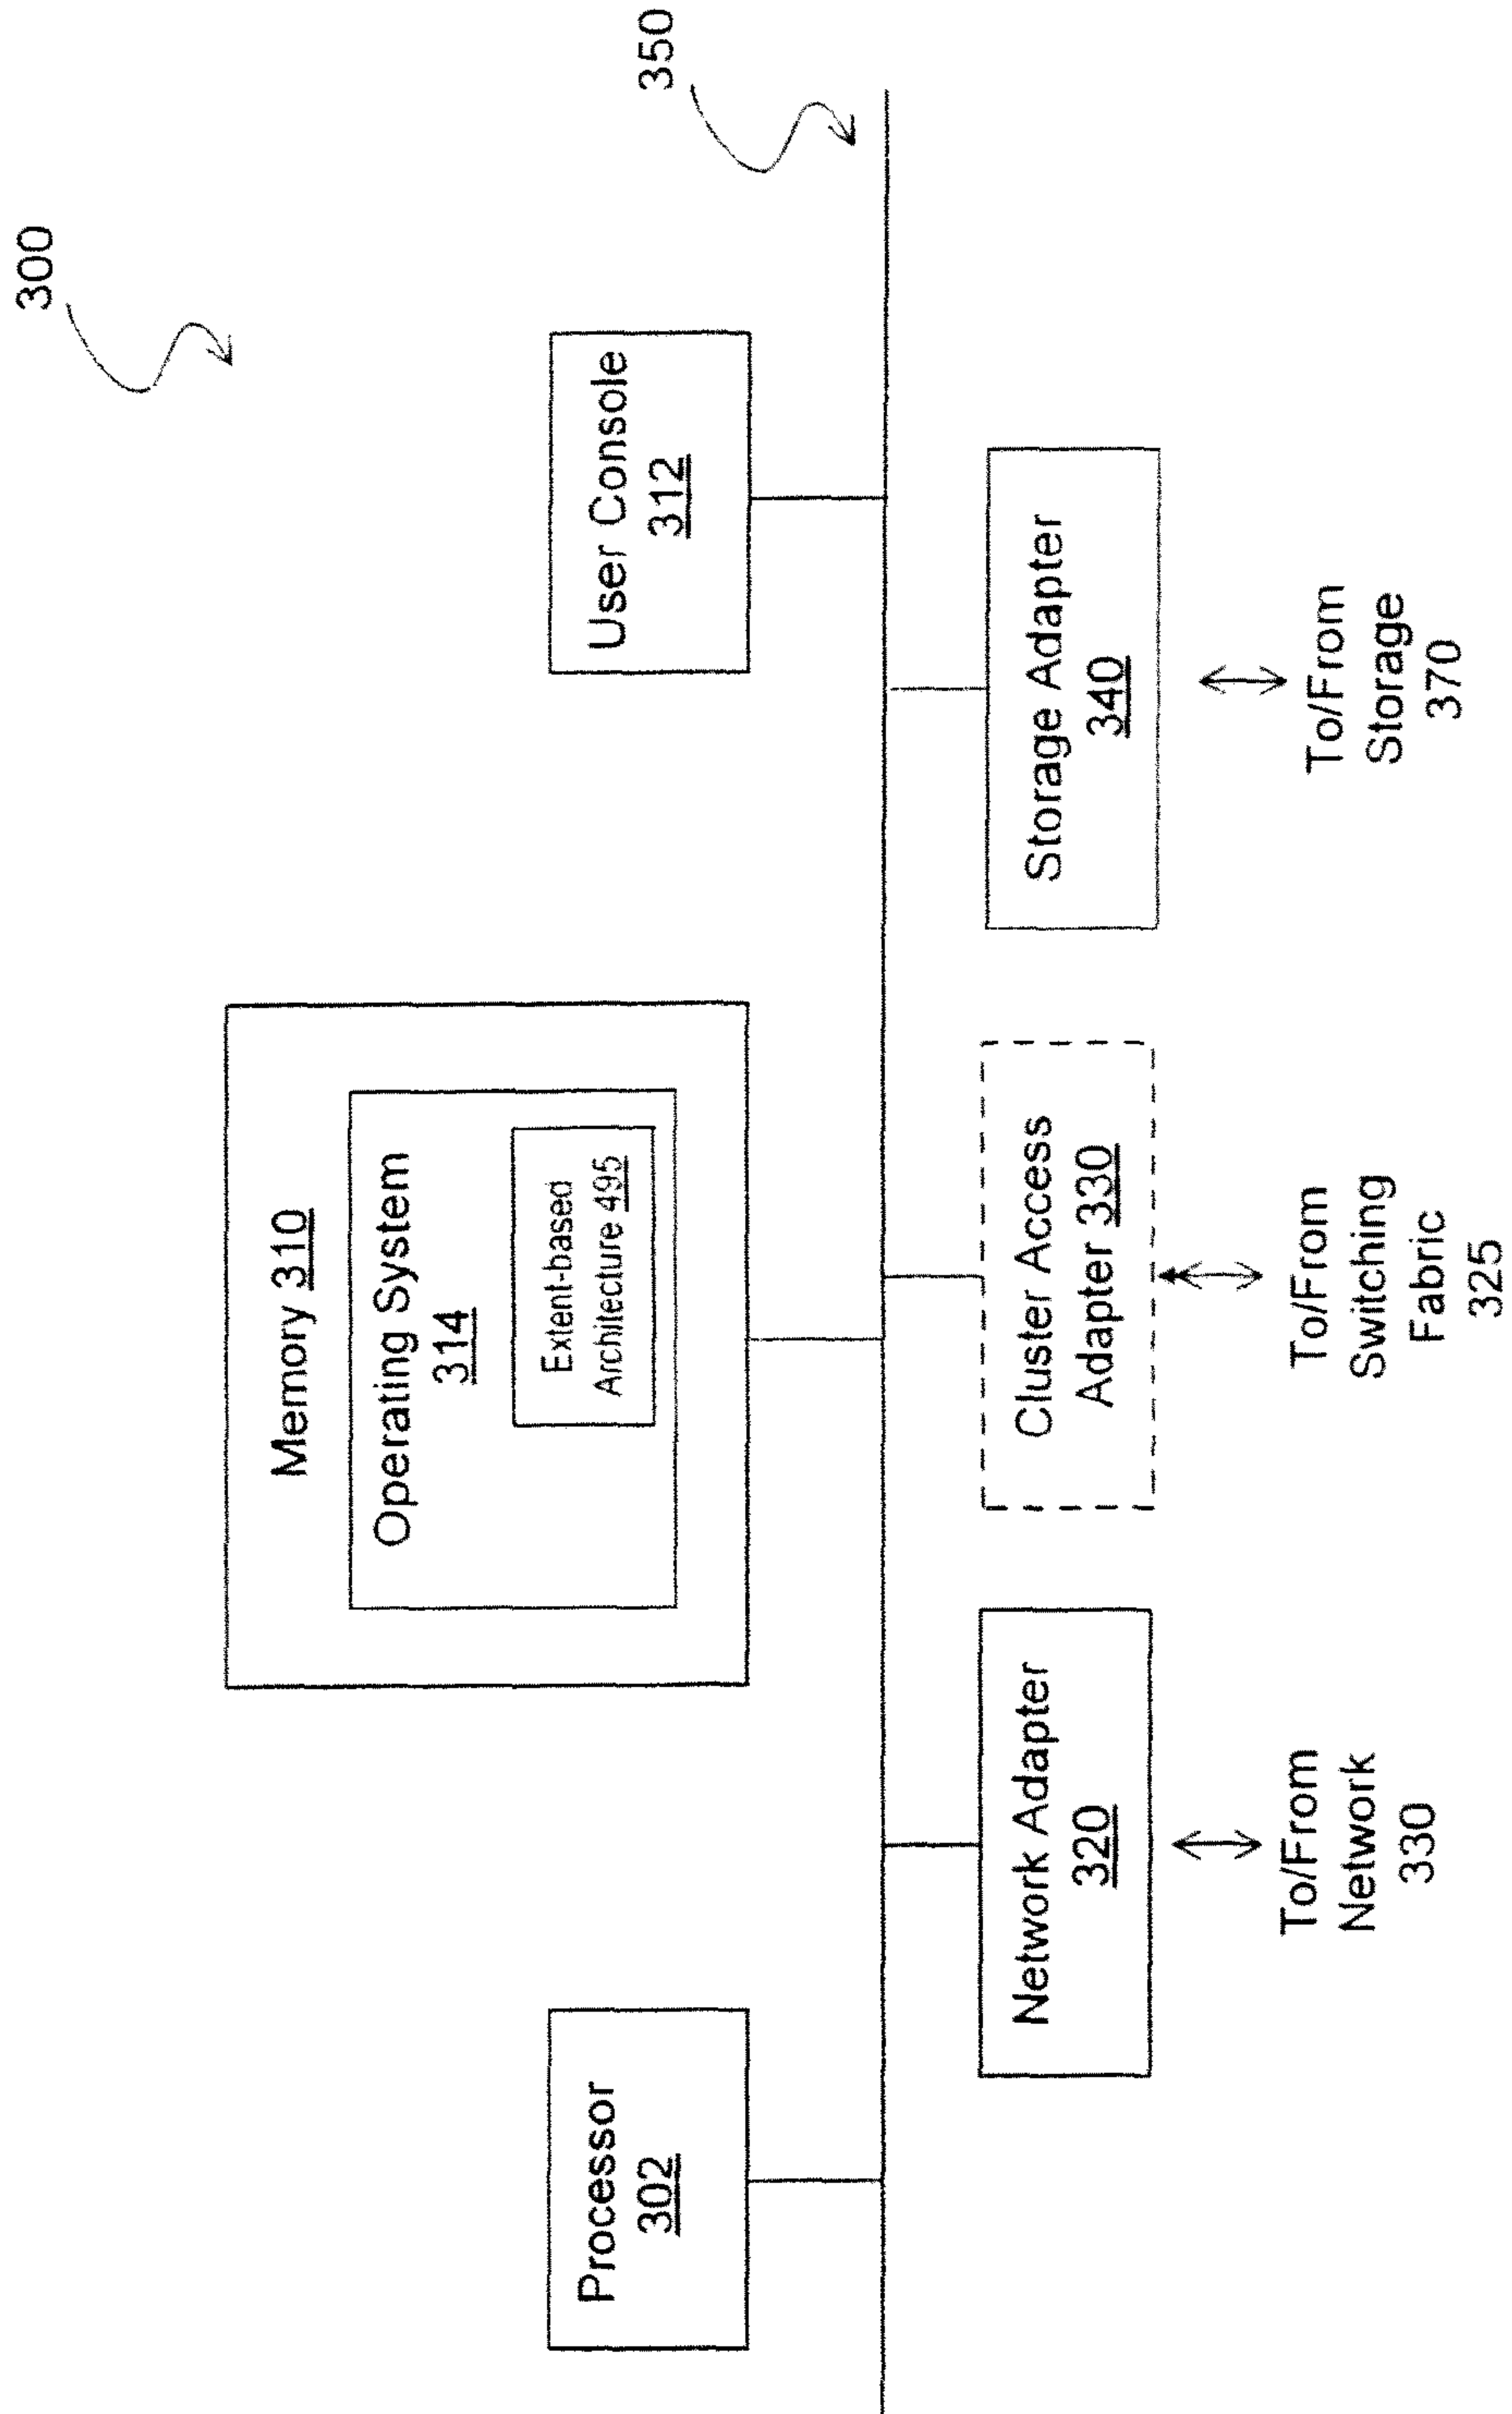 300
350
Processor
302
Memory 310
Operating System
314
Extent-based
Architecture 495
User Console
312
Network Adapter
320
To/From
Network
330
Cluster Access
Adapter 330
To/From
Switching
Fabric
325
Storage Adapter
340
To/From
Storage
370